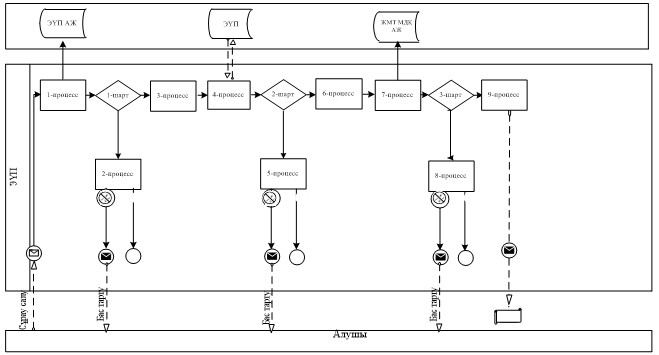 ЭҮП АЖ
ЭҮП
ЖМТ МДҚ
АЖ
ЭҮП
1-процесс
1-шарт
3-процесс
4-процесс
2-шарт
6-процесс
7-процесс
3-шарт
9-процесс
2-процесс
5-процесс
8-процесс
Сұрау салу
Бас тарту
Бас тарту
Бас тарту
Алушы